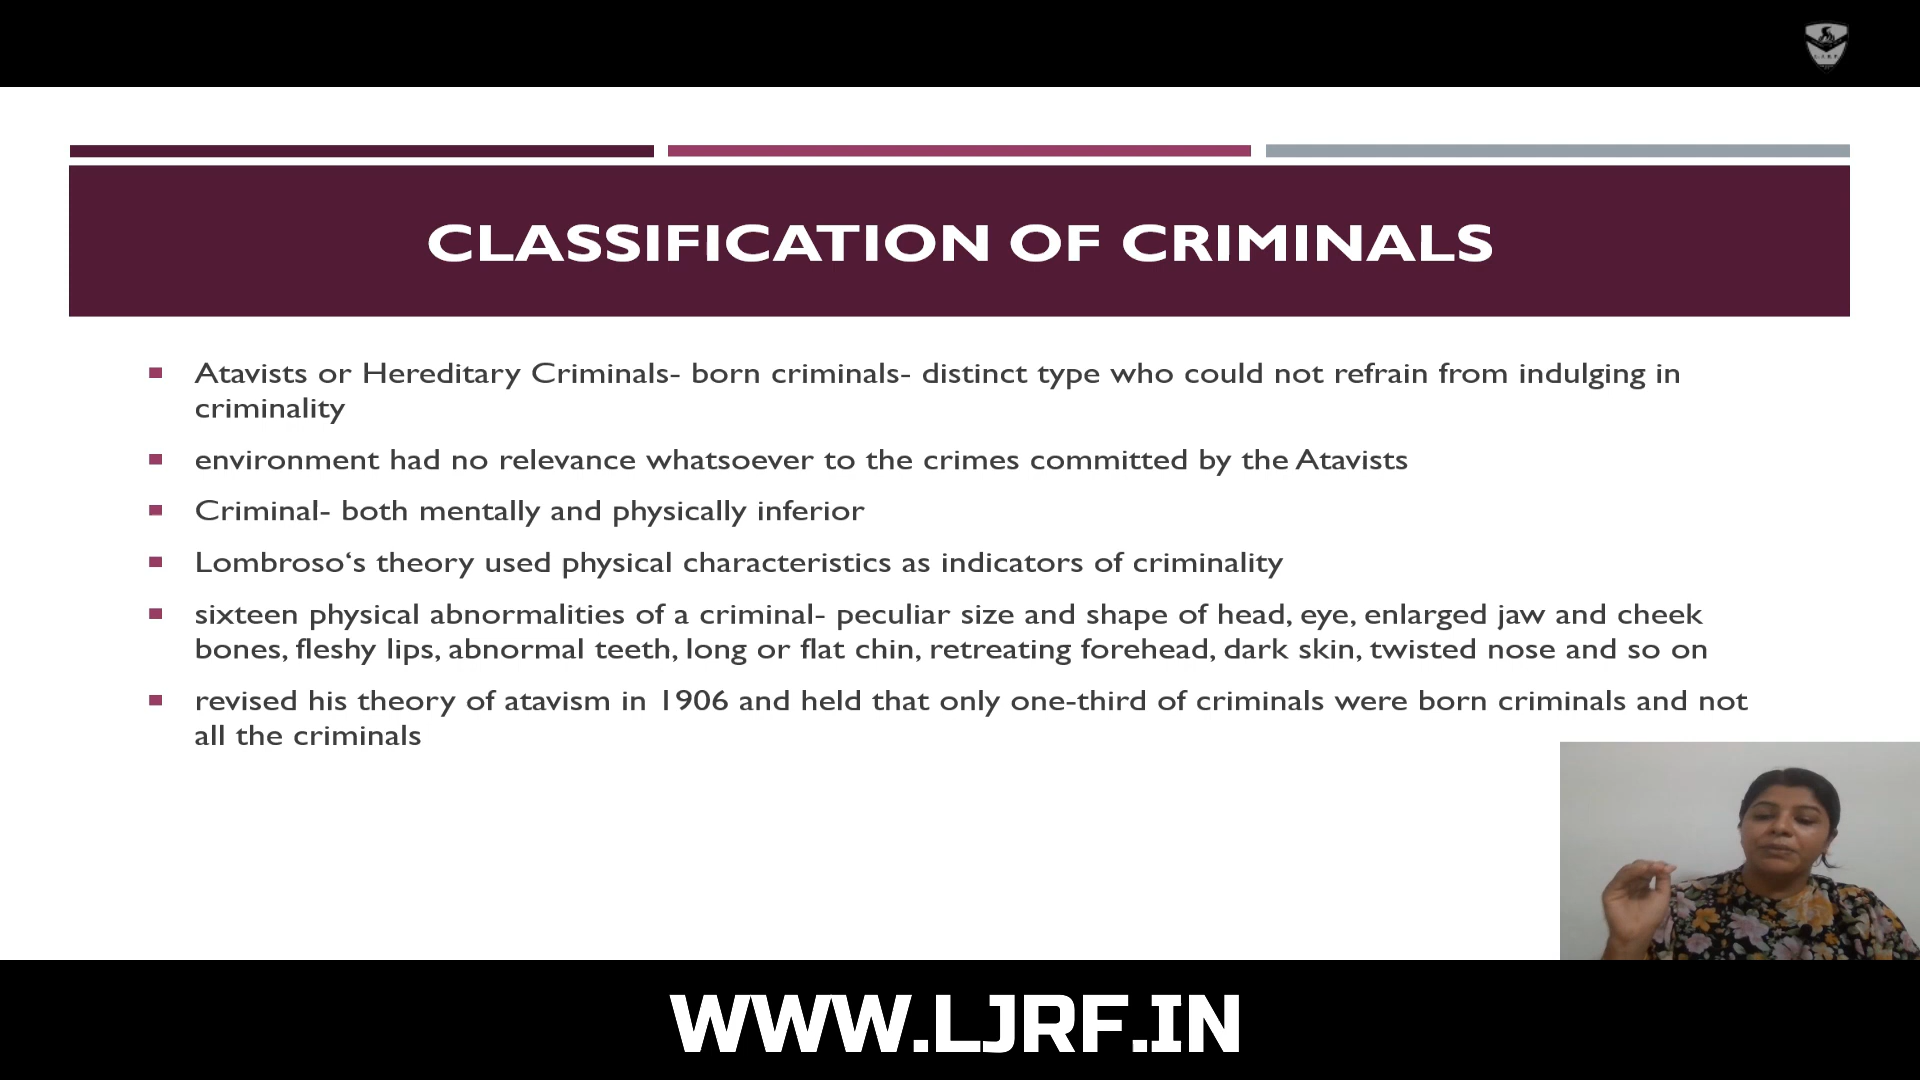 CLASSIFICATION OF CRIMINALS
Atavists or Hereditary Criminals- born criminals- distinct type who could not refrain from indulging in
criminality
environment had no relevance whatsoever to the crimes committed by the Atavists
Criminal- both mentally and physically inferior
Lombroso‘s theory used physical characteristics as indicators of criminality
sixteen physical abnormalities of a criminal- peculiar size and shape of head, eye, enlarged jaw and cheek
bones, fleshy lips, abnormal teeth, long or flat chin, retreating forehead, dark skin, twisted nose and so on
revised his theory of atavism in 1906 and held that only one-third of criminals were born criminals and not
all the criminals
WWW.LJRF.IN